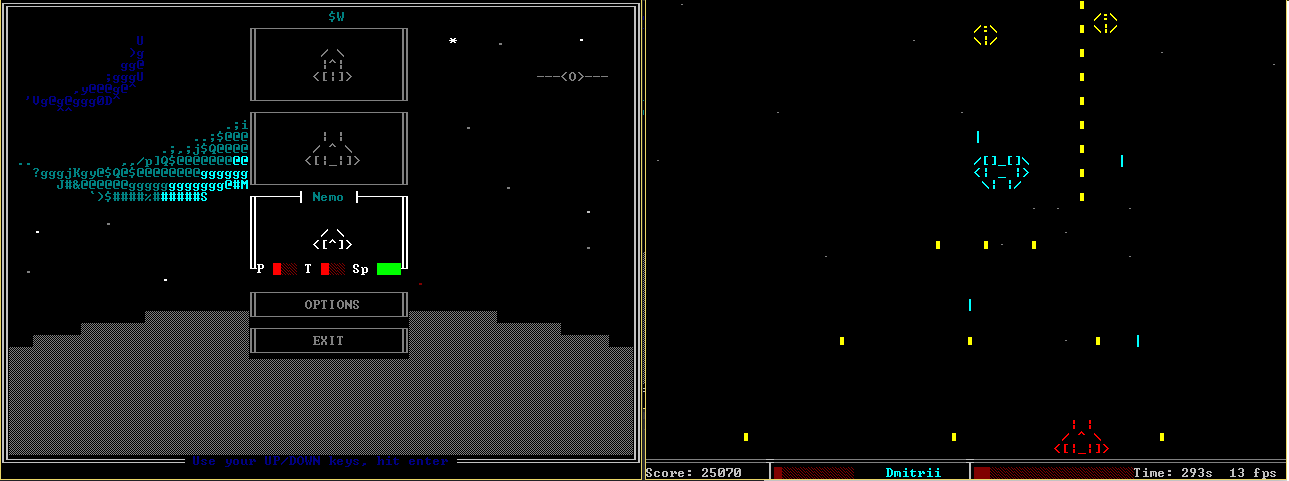 $W
Nemo
P T Sp
OPTIONS
EXIT
Use your UP/DOWN keys, hit enter
Score: 25070
Dmitrii
Time: 293s 13 fps